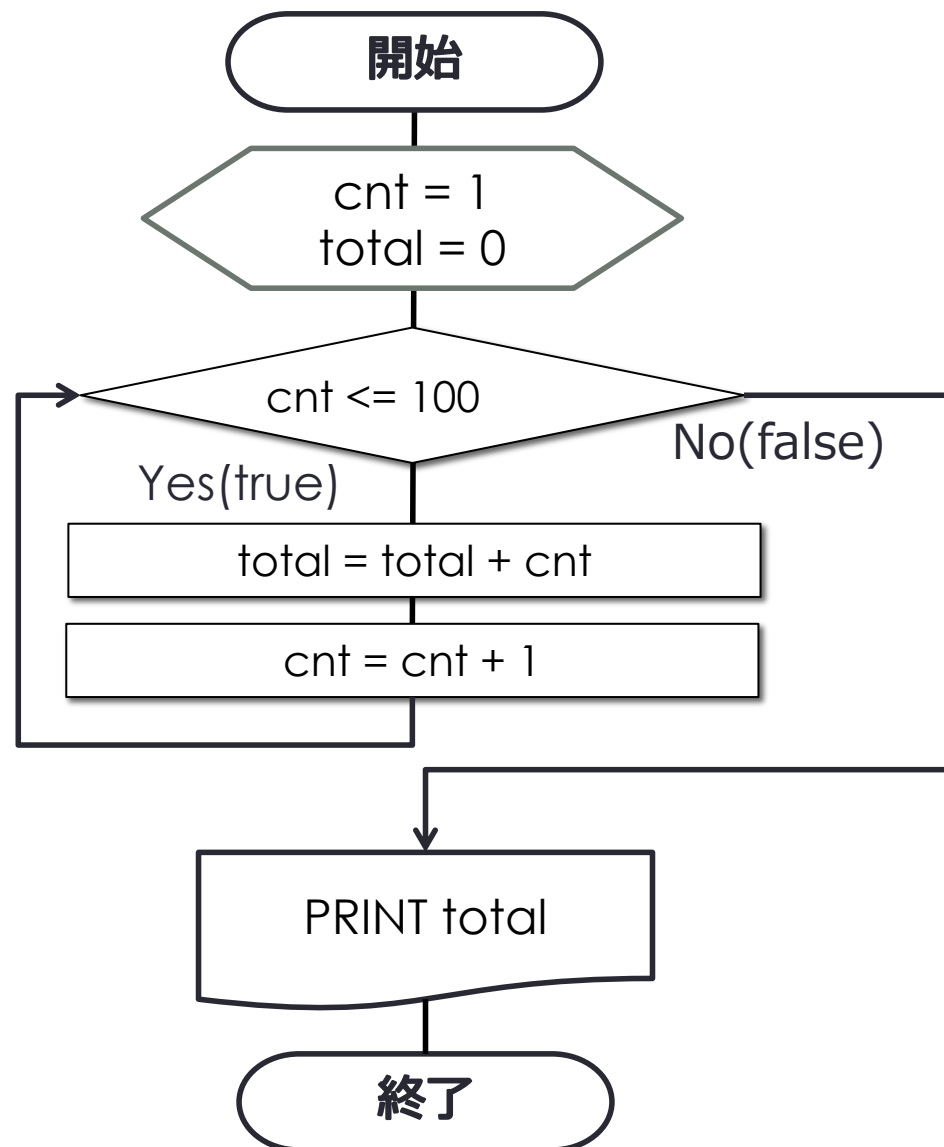 開始
cnt = 1
total = 0
cnt <= 100
No(false)
Yes(true)
total = total + cnt
cnt = cnt + 1
PRINT total
終了